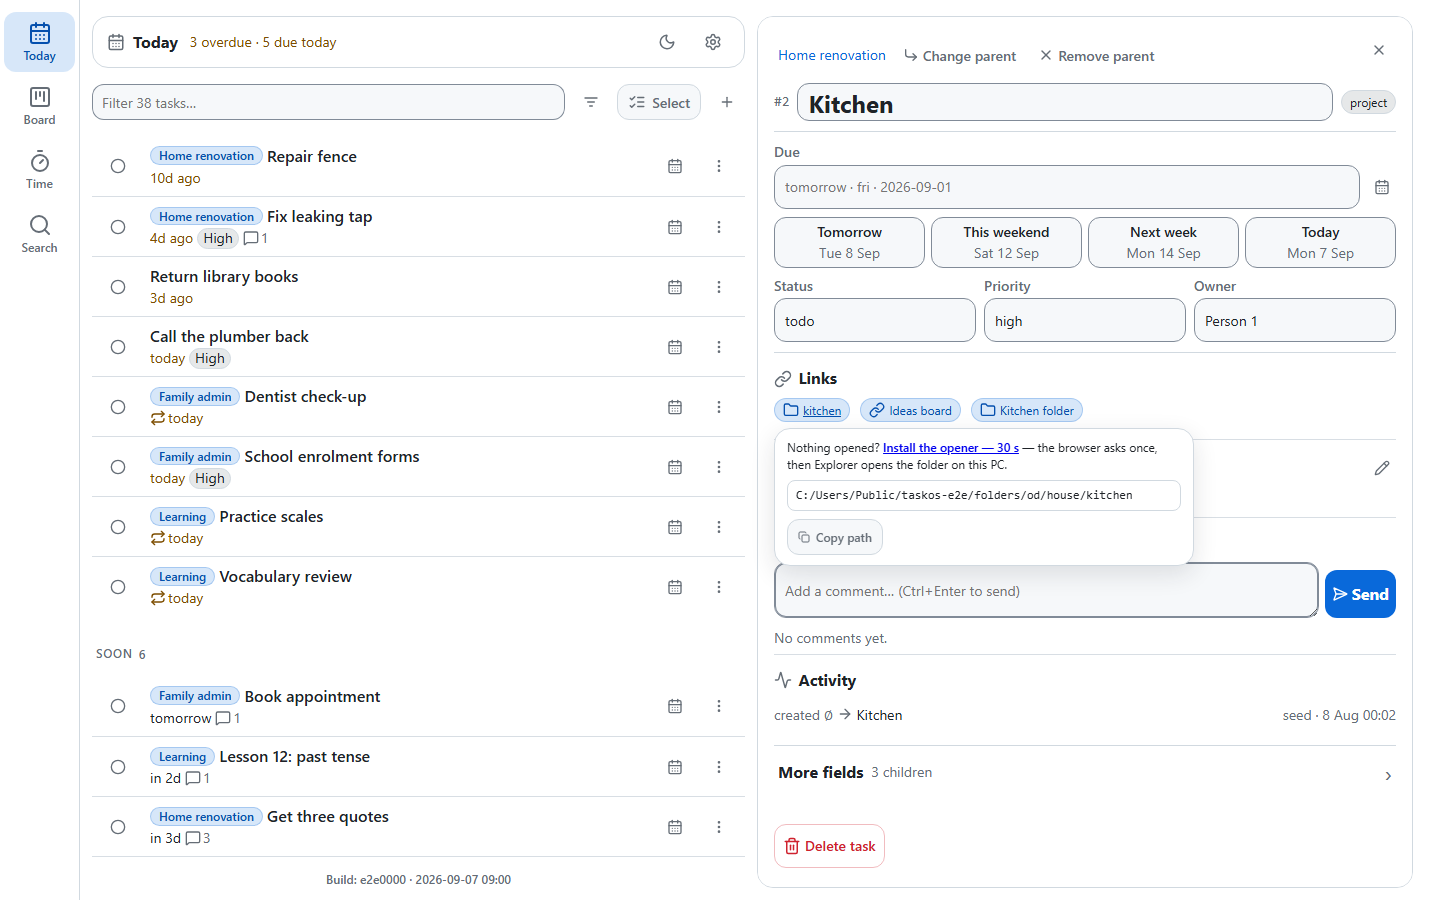 Today
Board
Time
Search
Today 3 overdue · 5 due today
Filter 38 tasks...
Select
Home renovation Repair fence
10d ago
Home renovation Fix leaking tap
4d ago High 1
Return library books
3d ago
Call the plumber back
today High
Family admin Dentist check-up
today
Family admin School enrolment forms
today High
Learning Practice scales
today
Learning Vocabulary review
today
SOON 6
Family admin Book appointment
tomorrow 1
Learning Lesson 12: past tense
in 2d 1
Home renovation Get three quotes
in 3d 3
Build: e2e0000 · 2026-09-07 09:00
Home renovation Change parent Remove parent
#2 Kitchen project
Due
tomorrow · fri · 2026-09-01
Tomorrow This weekend Next week Today
Tue 8 Sep Sat 12 Sep Mon 14 Sep Mon 7 Sep
Status Priority Owner
todo high Person 1
Links
kitchen Ideas board Kitchen folder
Nothing opened? Install the opener — 30 s — the browser asks once,
then Explorer opens the folder on this PC.
C:/Users/Public/taskos-e2e/folders/od/house/kitchen
Copy path
Add a comment... (Ctrl+Enter to send)
Send
No comments yet.
Activity
created ∅ → Kitchen seed · 8 Aug 00:02
More fields 3 children
Delete task